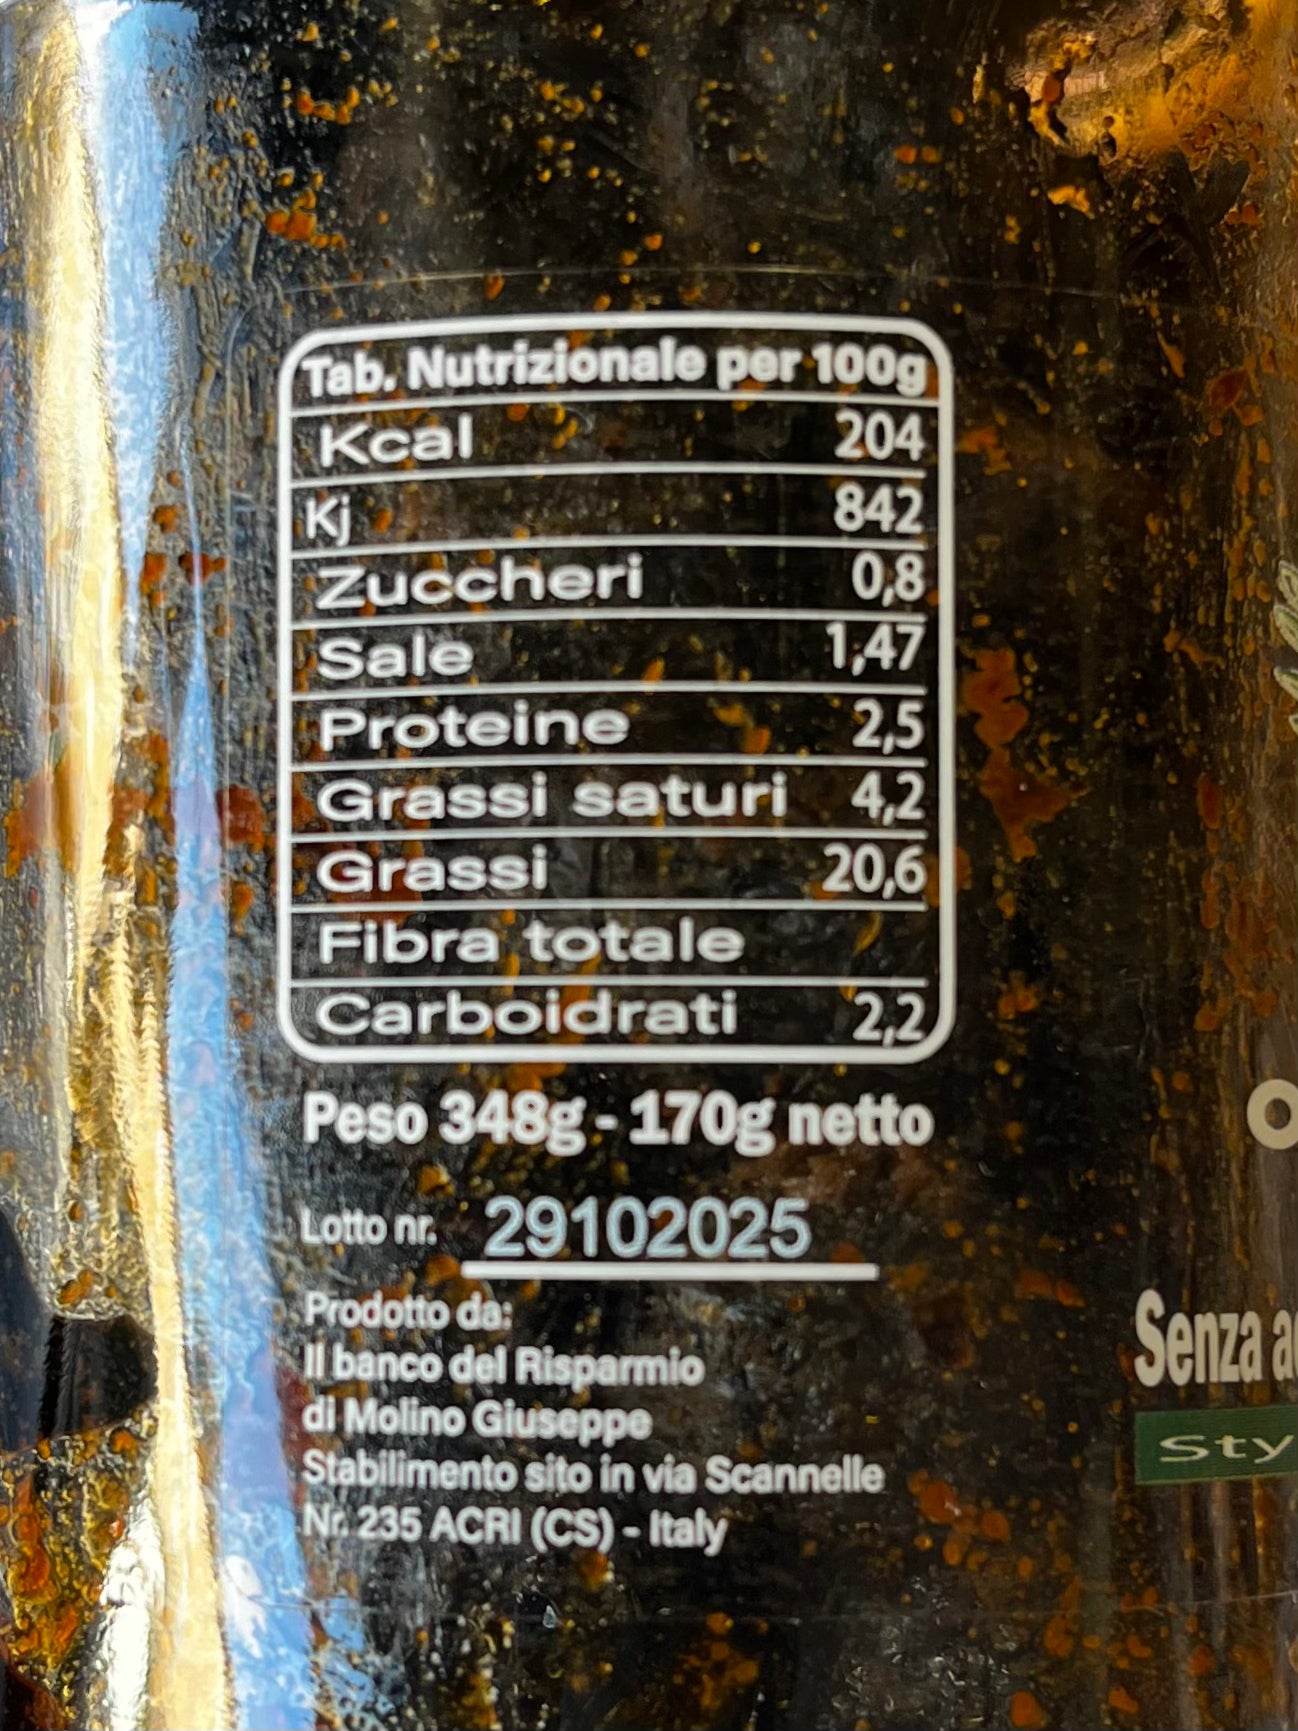 Tab. Nutrizionale per 100g
Kcal 204
Kj 842
Zuccheri 0,8
Sale 1,47
Proteine 2,5
Grassi saturi 4,2
Grassi 20,6
Fibra totale
Carboidrati 2,2
Peso 348g - 170g netto
Lotto nr. 29102025
Prodotto da:
Il banco del Risparmio
di Molino Giuseppe
Stabilimento sito in via Scannelle
Nr. 235 ACRI (CS) - Italy
Senza